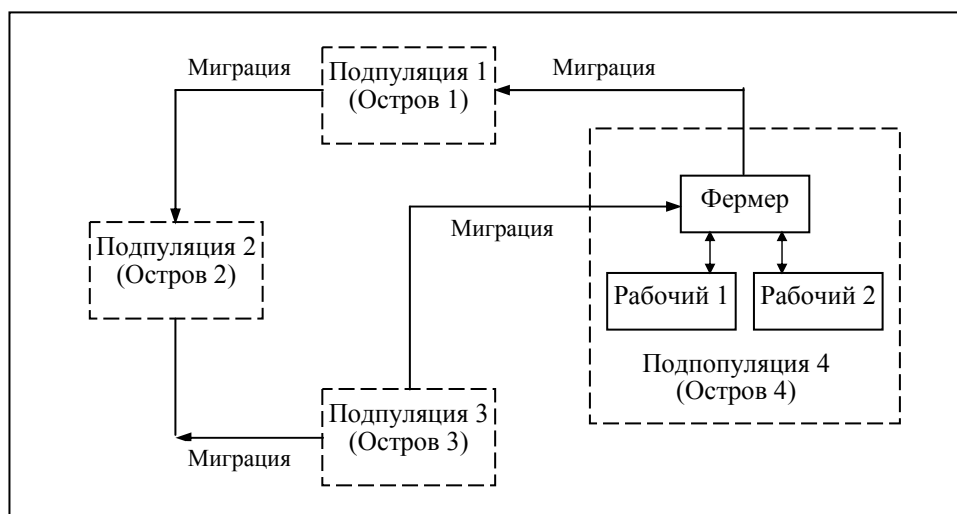 Миграция
Подпуляция 1
(Остров 1)
Миграция
Фермер
Миграция
Подпуляция 2
(Остров 2)
Рабочий 1
Рабочий 2
Подпопуляция 4
(Остров 4)
Подпуляция 3
(Остров 3)
Миграция